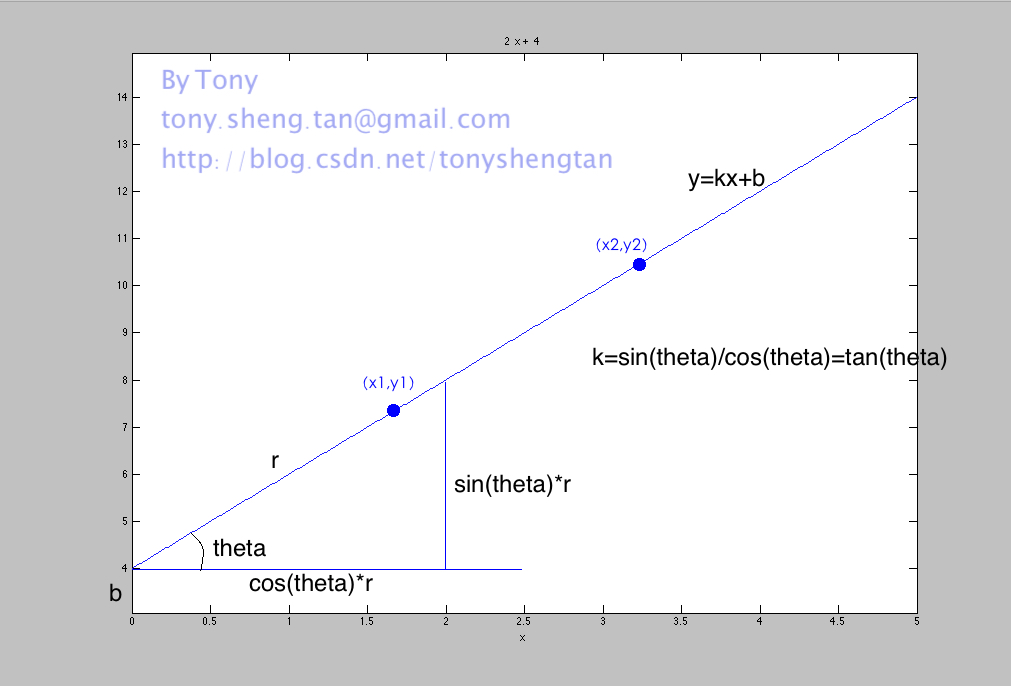 2 x + 4
By Tony
tony.sheng.tan@gmail.com
http://blog.csdn.net/tonyshengtan
14
13
y=kx+b
12
11
(x2,y2)
10
9
k=sin(theta)/cos(theta)=tan(theta)
8
(x1,y1)
7
r
6
sin(theta)*r
5
theta
4
cos(theta)*r
b
0 0.5 1 1.5 2 2.5 3 3.5 4 4.5 5
x